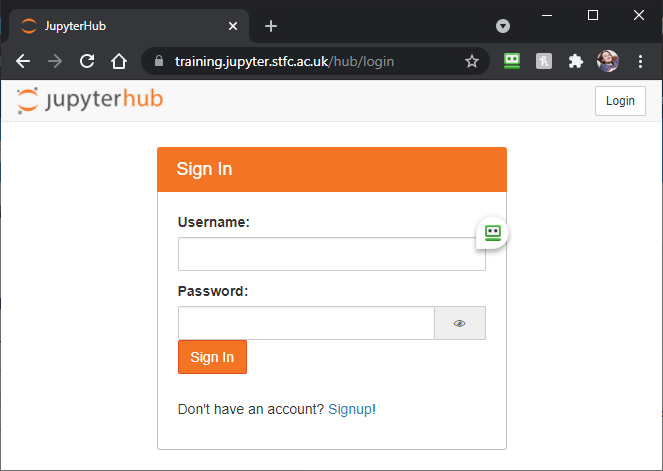 JupyterHub
training.jupyter.stfc.ac.uk/hub/login
jupyterhub
Login
Sign In
Username:
Password:
Sign In
Don't have an account? Signup!